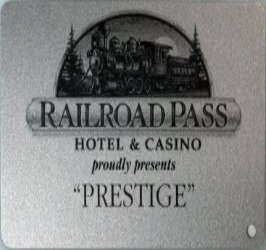 RAILROAD PASS
HOTEL & CASINO
proudly presents
"PRESTIGE"